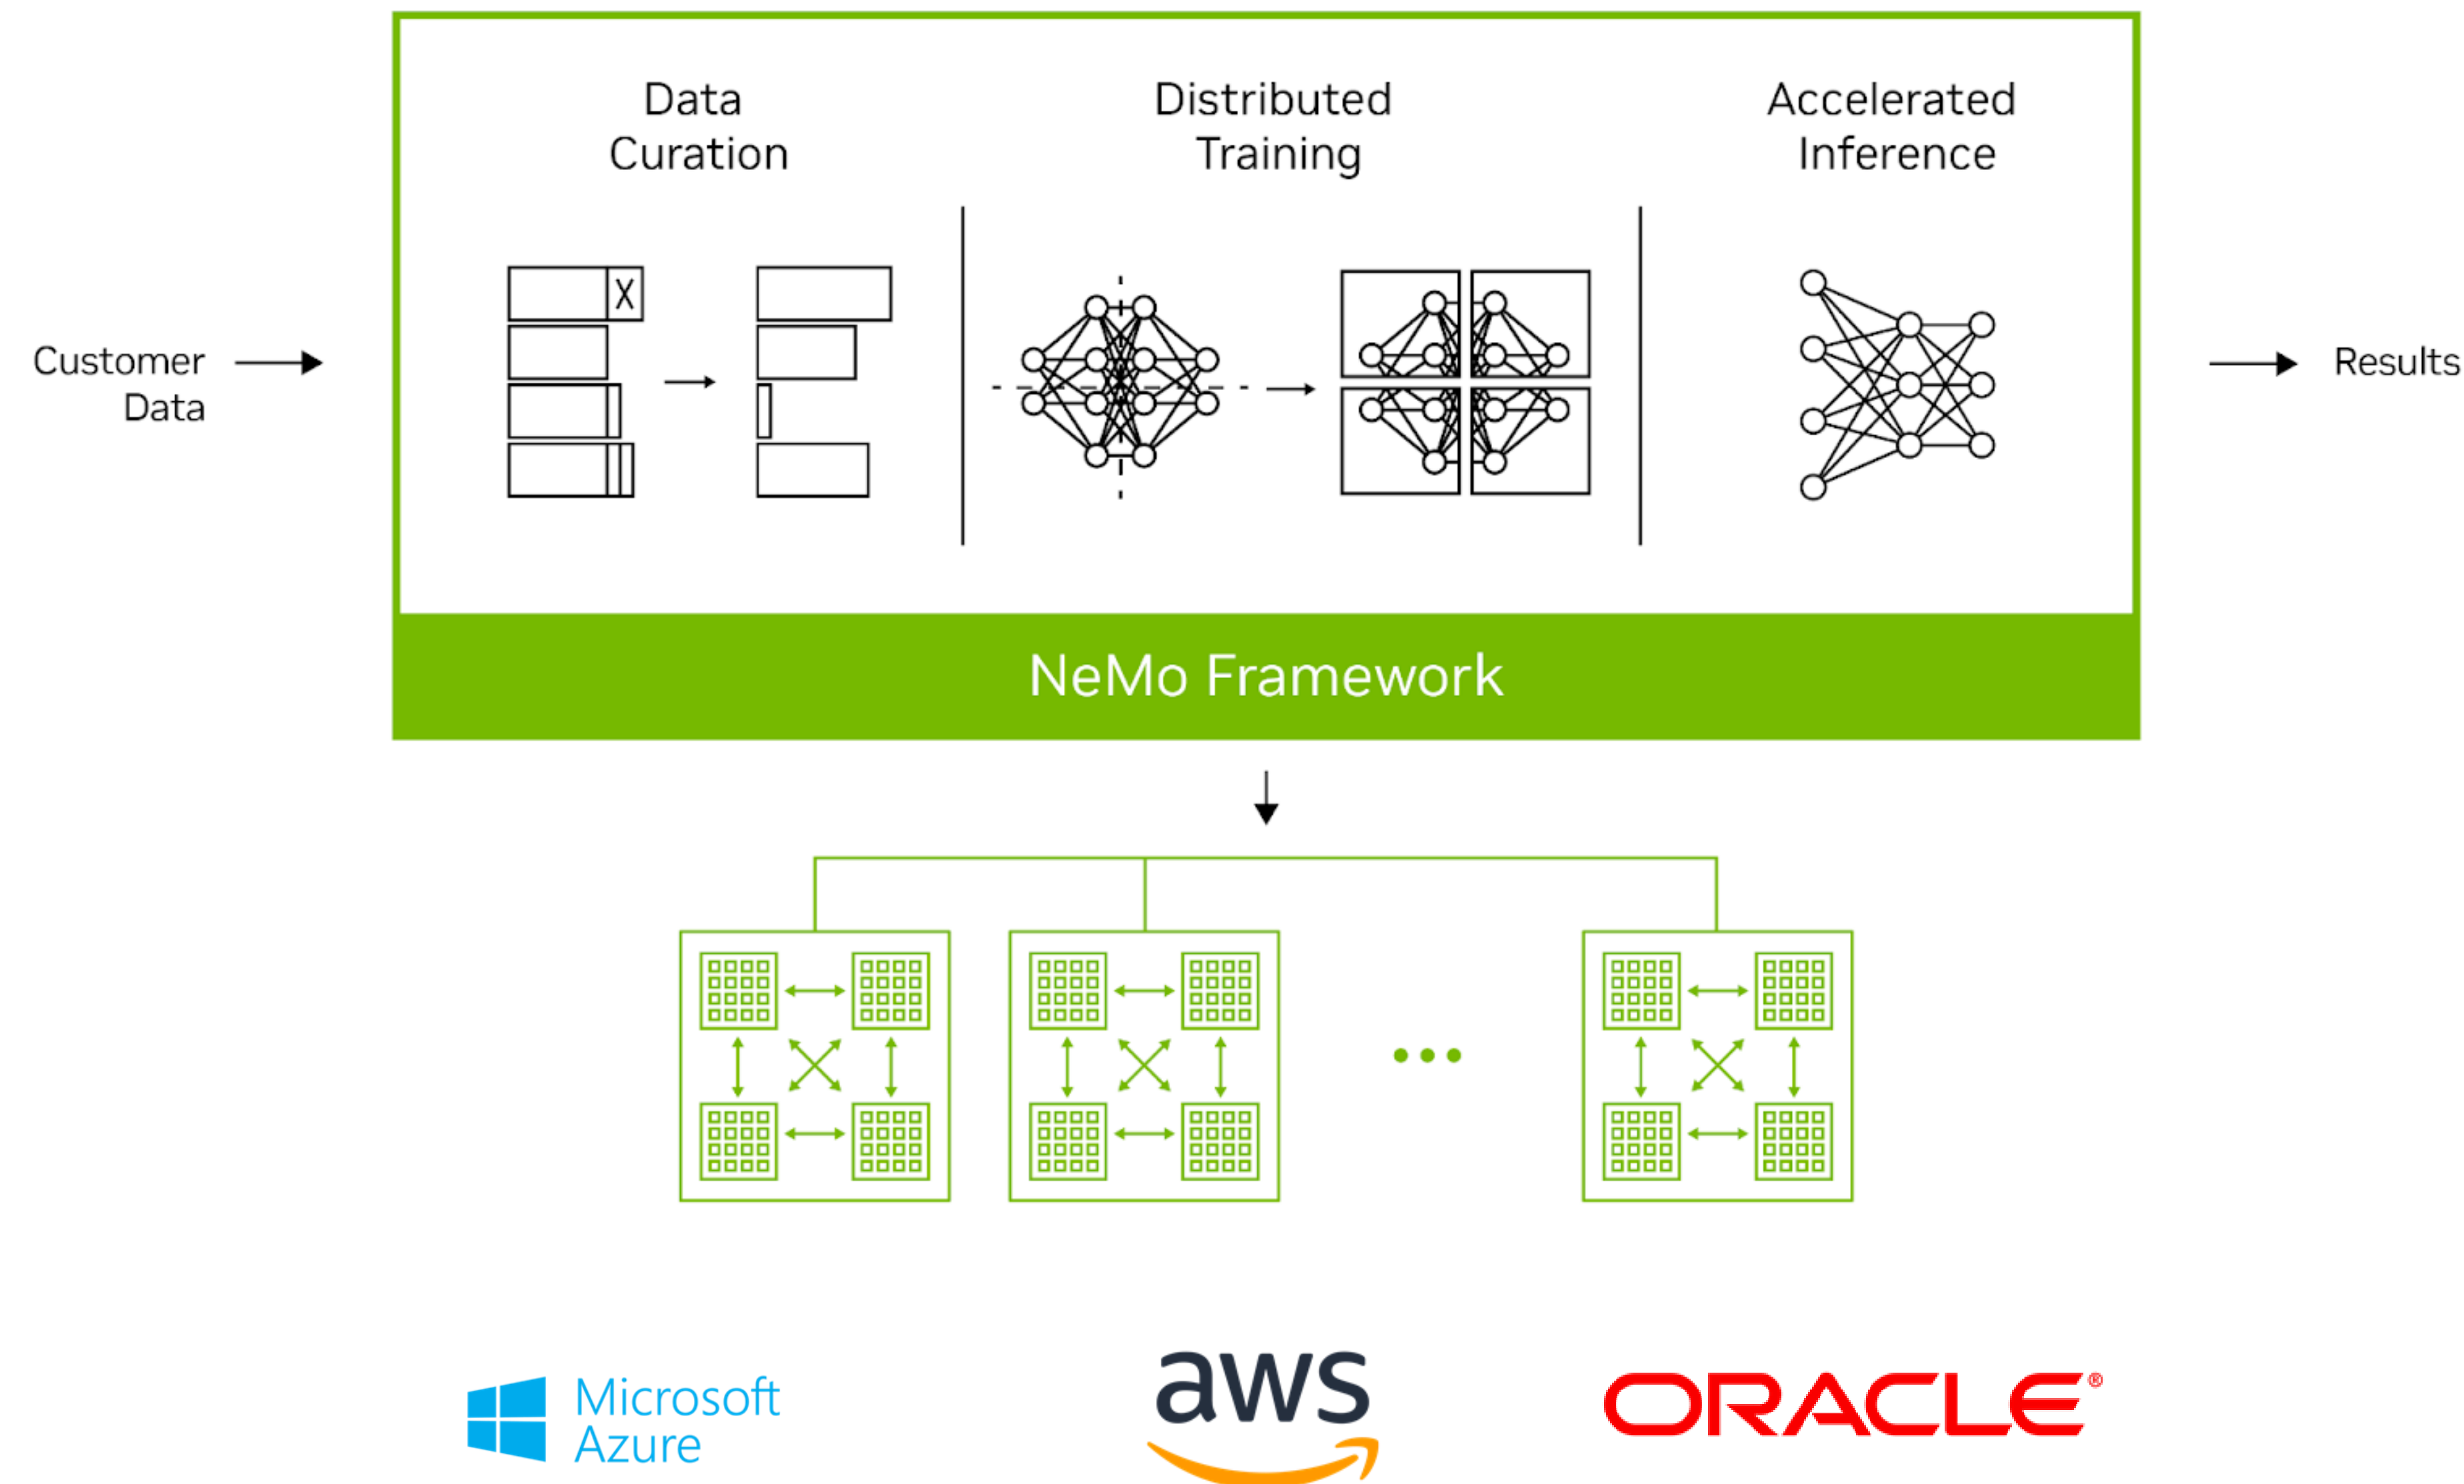 Data
Curation
Distributed
Training
Accelerated
Inference
X
Customer
Data
Results
NeMo Framework
Microsoft
Azure
aws
ORACLE®